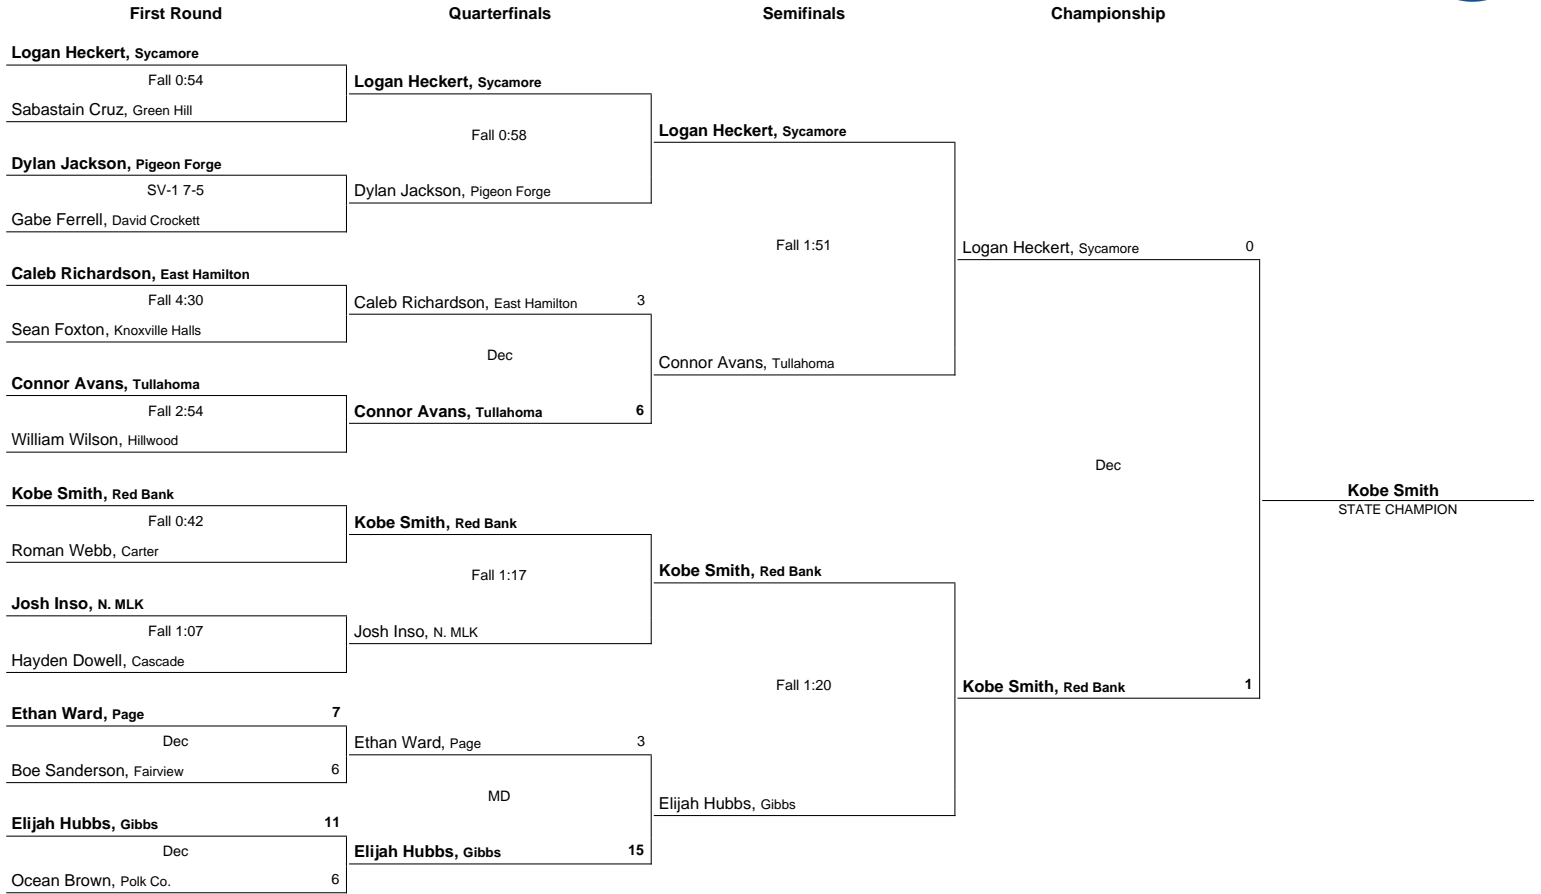 First Round Quarterfinals Semifinals Championship
Logan Heckert, Sycamore
Fall 0:54
Sabastain Cruz, Green Hill
Dylan Jackson, Pigeon Forge
SV-1 7-5
Gabe Ferrell, David Crockett
Caleb Richardson, East Hamilton
Fall 4:30
Sean Foxton, Knoxville Halls
Connor Avans, Tullahoma
Fall 2:54
William Wilson, Hillwood
Kobe Smith, Red Bank
Fall 0:42
Roman Webb, Carter
Josh Inso, N. MLK
Fall 1:07
Hayden Dowell, Cascade
Ethan Ward, Page 7
Dec
Boe Sanderson, Fairview 6
Elijah Hubbs, Gibbs 11
Dec
Ocean Brown, Polk Co. 6
Logan Heckert, Sycamore
Fall 0:58
Dylan Jackson, Pigeon Forge
Caleb Richardson, East Hamilton 3
Dec
Connor Avans, Tullahoma 6
Kobe Smith, Red Bank
Fall 1:17
Josh Inso, N. MLK
Ethan Ward, Page 3
MD
Elijah Hubbs, Gibbs 15
Logan Heckert, Sycamore
Fall 1:51
Connor Avans, Tullahoma
Kobe Smith, Red Bank
Fall 1:20
Elijah Hubbs, Gibbs
Logan Heckert, Sycamore 0
Dec
Kobe Smith, Red Bank 1
Kobe Smith
STATE CHAMPION